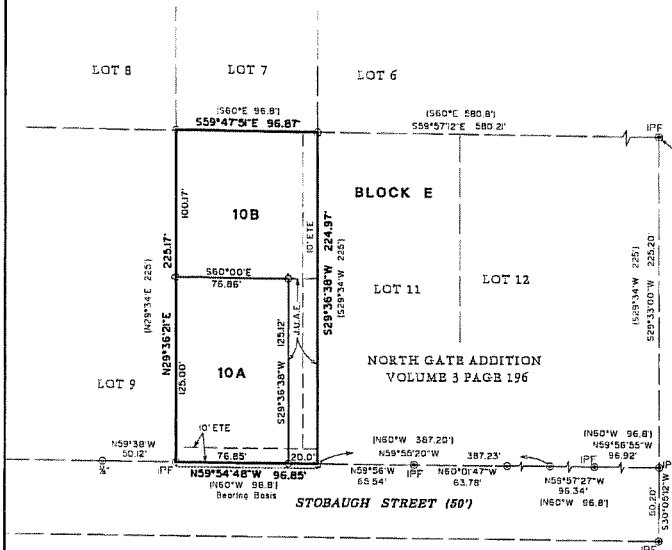 LOT 8
LOT 7
LOT 6
(S60°E 96.8')
S59°47'51"E 96.87'
(S60°E 580.8')
S59°57'12"E 580.21'
IPF
BLOCK E
10B
100.17'
10' ETE
225.17'
N29°36'21"E
(N29°34'E 225')
S29°36'38"W 224.97'
(S29°34'W 225')
S60°00'E
76.86'
LOT 11
LOT 12
(S29°34'W 225')
S29°33'00"W 225.20'
J.U.A.E.
125.12'
S29°36'38"W
10A
125.00'
NORTH GATE ADDITION
VOLUME 3 PAGE 196
LOT 9
10' ETE
N59°38'W
50.12'
IPF
76.85'
20.0'
N59°54'48"W 96.85'
(N60°W 96.8')
Bearing Basis
(N60°W 387.20')
N59°55'20"W 387.23'
N59°56'W
65.54'
IPF
N60°01'47"W
63.78'
IPF
N59°57'27"W
96.34'
(N60°W 96.8')
(N60°W 96.8')
N59°56'55"W
96.92'
STOBAUGH STREET (50')
50.20'
S30°05'12"W
IPF